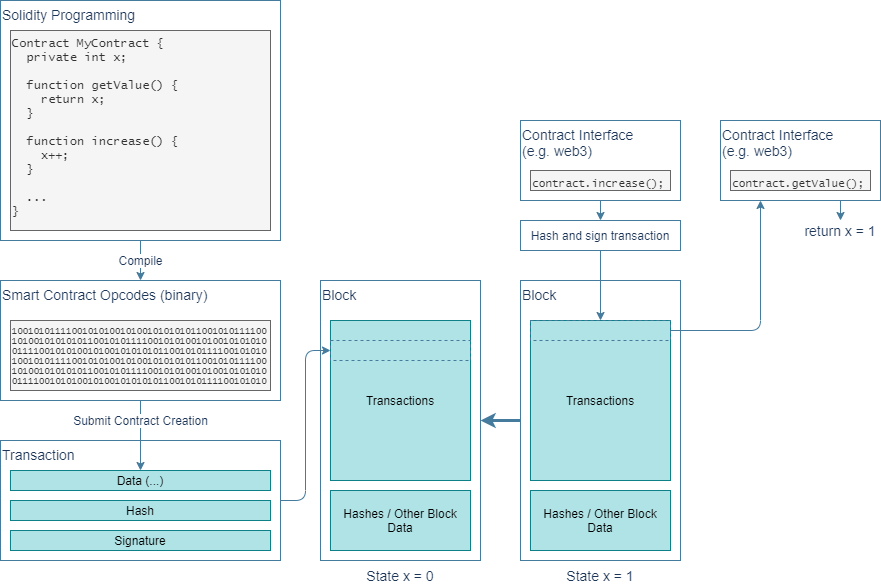 Solidity Programming
Contract MyContract {
  private int x;
  function getValue() {
    return x;
  }
  function increase() {
    x++;
  }
  ...
}
Compile
Smart Contract Opcodes (binary)
Submit Contract Creation
Transaction
Data (...)
Hash
Signature
Block
Transactions
Hashes / Other Block
Data
State x = 0
Contract Interface
(e.g. web3)
contract.increase();
Hash and sign transaction
Block
Transactions
Hashes / Other Block
Data
State x = 1
Contract Interface
(e.g. web3)
contract.getValue();
return x = 1